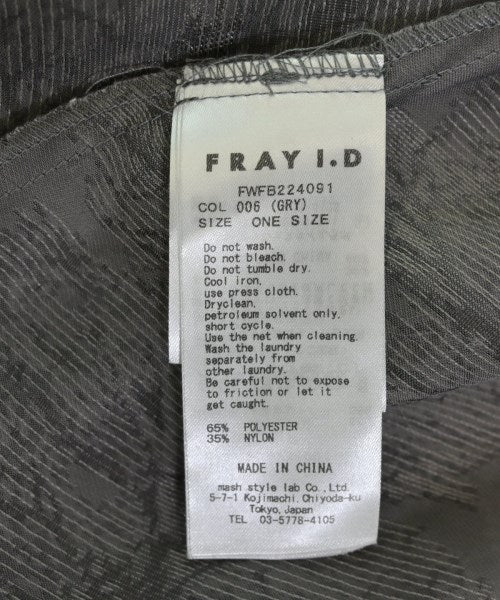 FRAY I.D
FWFB224091
COL 006 (GRY)
SIZE ONE SIZE
Do not wash.
Do not bleach.
Do not tumble dry.
Cool iron.
use press cloth.
Dryclean.
petroleum solvent only.
short cycle.
Use the net when cleaning.
Wash the laundry
separately from
other laundry.
Be careful not to expose
to friction or let it
get caught.
65% POLYESTER
35% NYLON
MADE IN CHINA
mash style lab Co., Ltd.
5-7-1 Kojimachi, Chiyoda-ku
Tokyo, Japan
TEL 03-5778-4105